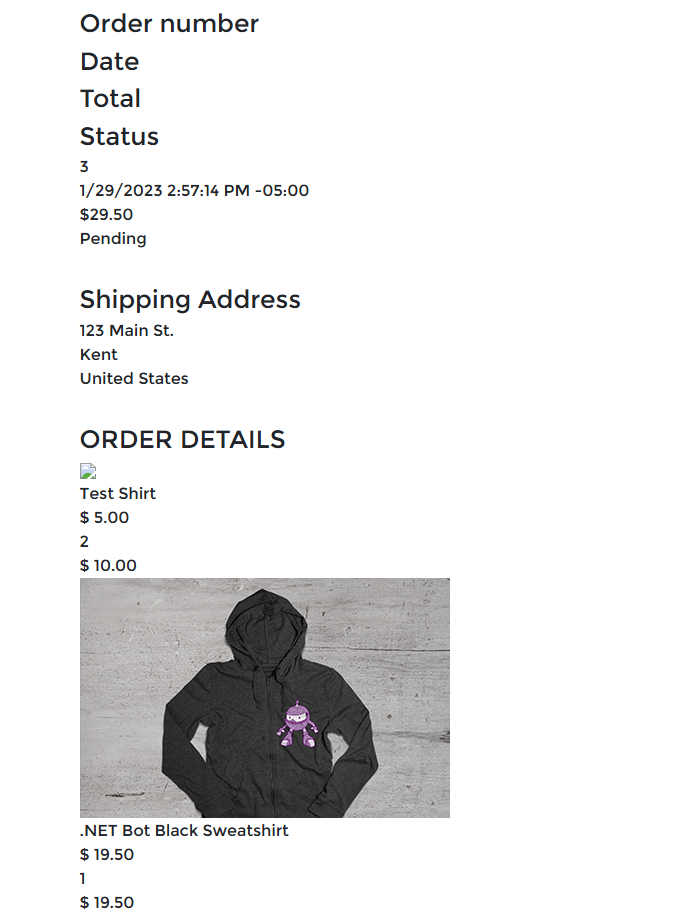 Order number
Date
Total
Status
3
1/29/2023 2:57:14 PM -05:00
$29.50
Pending
Shipping Address
123 Main St.
Kent
United States
ORDER DETAILS
Test Shirt
$ 5.00
2
$ 10.00
.NET Bot Black Sweatshirt
$ 19.50
1
$ 19.50